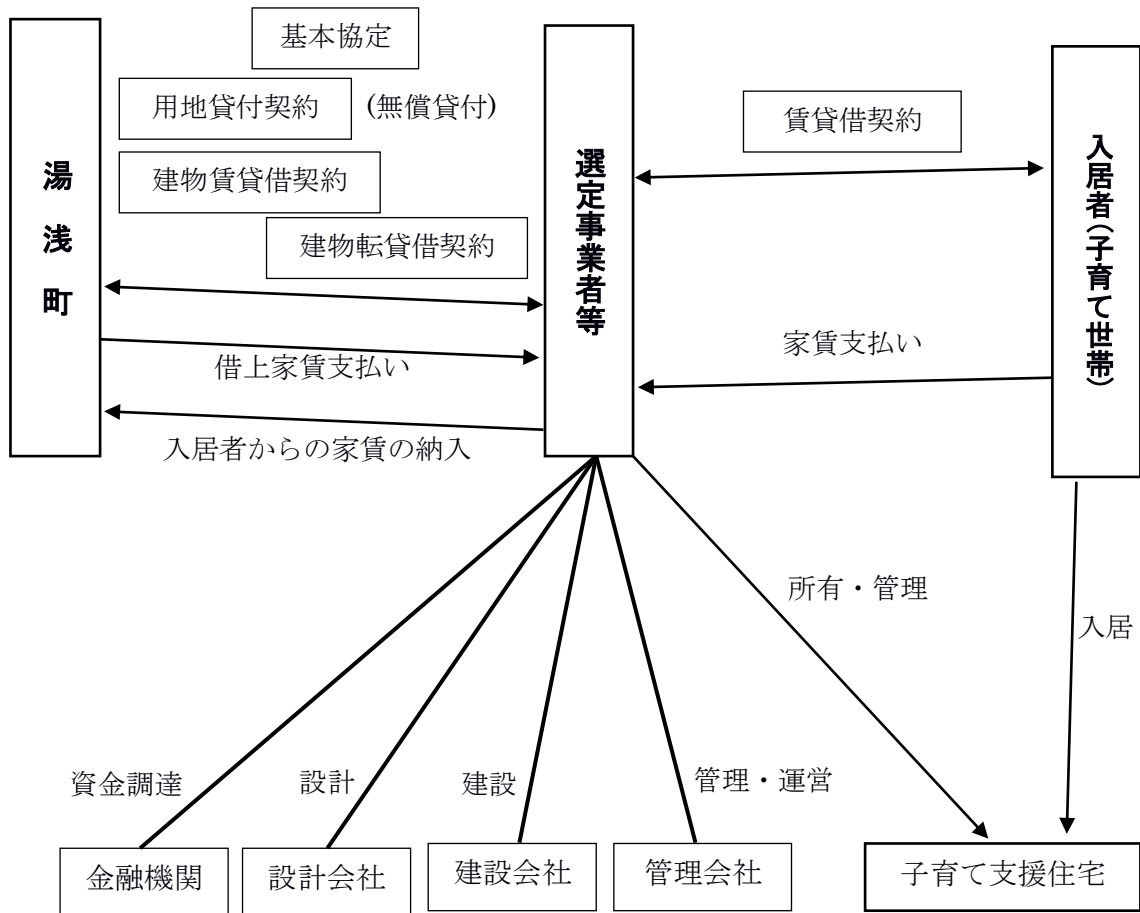 基本協定
用地貸付契約 (無償貸付)
建物賃貸借契約
建物転貸借契約
湯浅町
借上家賃支払い
入居者からの家賃の納入
選定事業者等
賃貸借契約
家賃支払い
入居者(子育て世帯)
所有・管理
入居
資金調達
設計
建設
管理・運営
金融機関
設計会社
建設会社
管理会社
子育て支援住宅